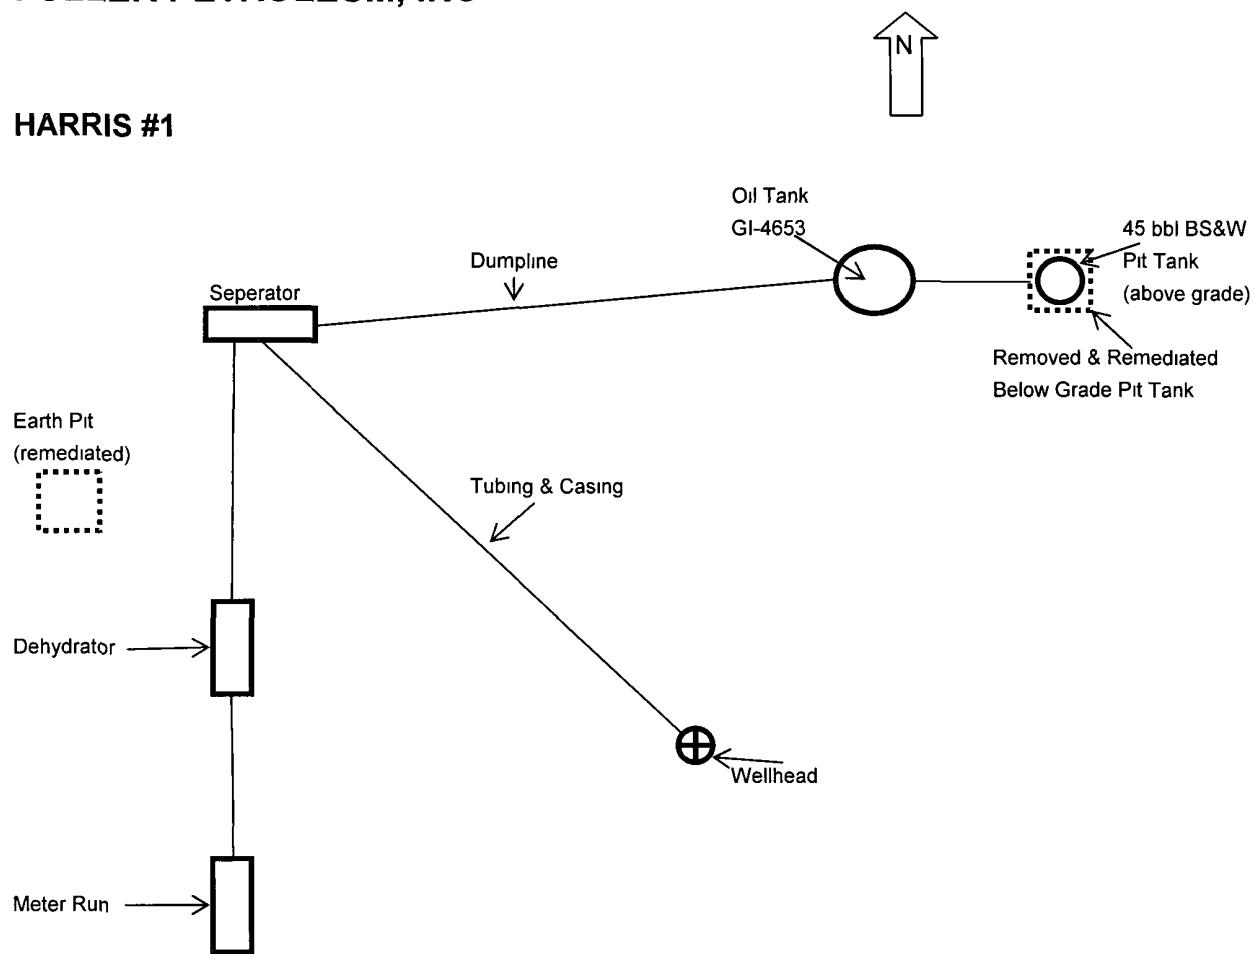 N
HARRIS #1
Oil Tank
GI-4653
45 bbl BS&W
Pit Tank
(above grade)
Dumpline
Seperator
Removed & Remediated
Below Grade Pit Tank
Earth Pit
(remediated)
Tubing & Casing
Dehydrator
Wellhead
Meter Run